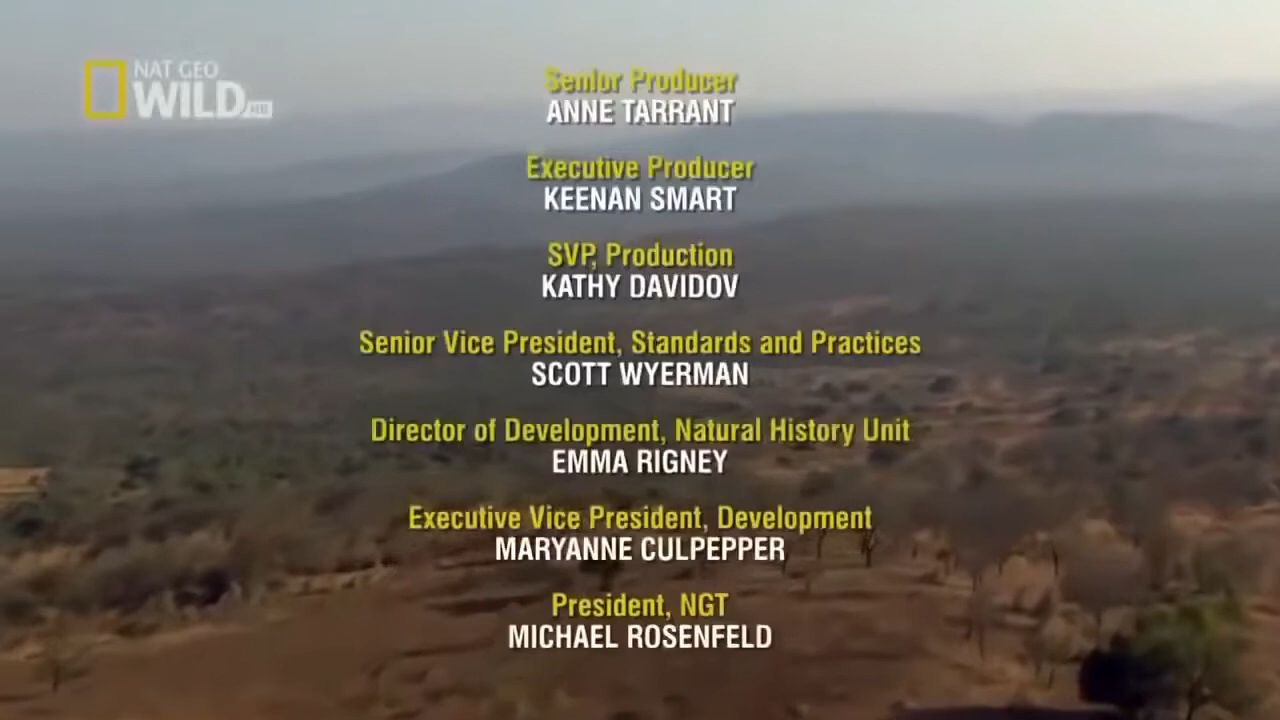 NAT GEO
WILD HD
Senior Producer
ANNE TARRANT
Executive Producer
KEENAN SMART
SVP, Production
KATHY DAVIDOV
Senior Vice President, Standards and Practices
SCOTT WYERMAN
Director of Development, Natural History Unit
EMMA RIGNEY
Executive Vice President, Development
MARYANNE CULPEPPER
President, NGT
MICHAEL ROSENFELD